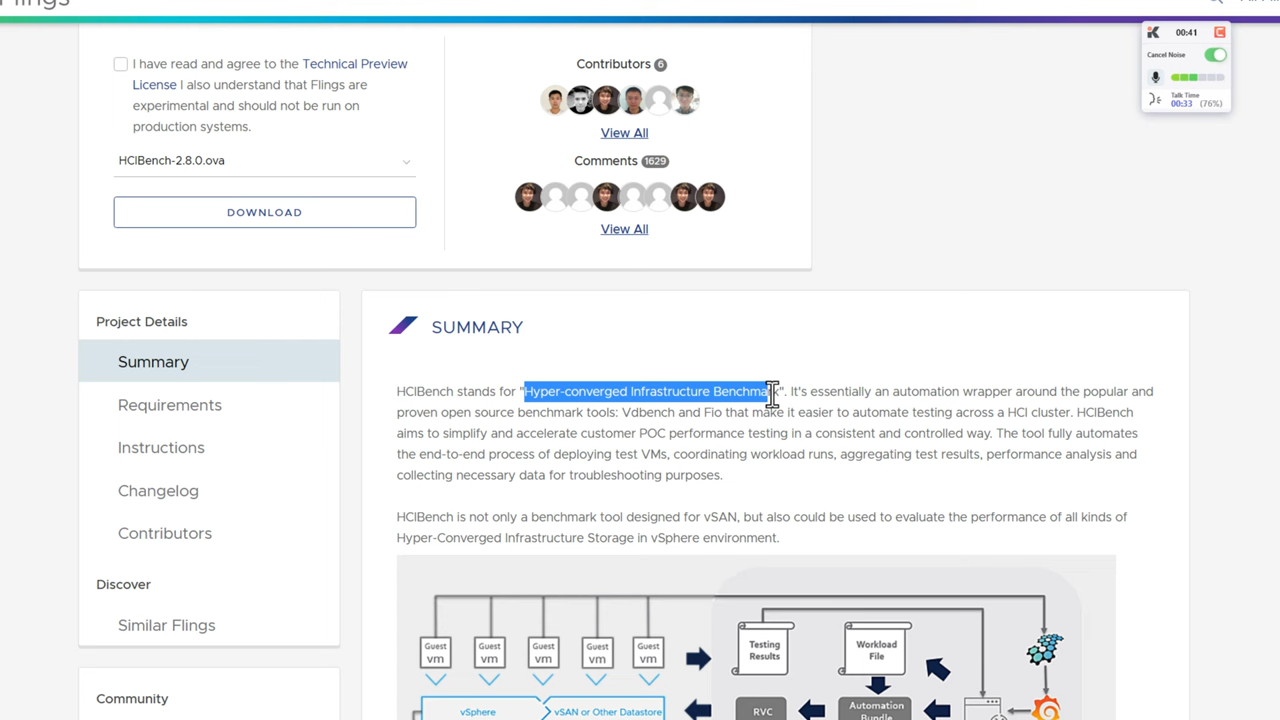 Flings
00:41
Cancel Noise
Talk Time
00:33 (76%)
I have read and agree to the Technical Preview
License I also understand that Flings are
experimental and should not be run on
production systems.
HCIBench-2.8.0.ova
DOWNLOAD
Contributors 6
View All
Comments 1629
View All
Project Details
Summary
Requirements
Instructions
Changelog
Contributors
Discover
Similar Flings
Community
SUMMARY
HCIBench stands for "Hyper-converged Infrastructure Benchmark". It's essentially an automation wrapper around the popular and
proven open source benchmark tools: Vdbench and Fio that make it easier to automate testing across a HCI cluster. HCIBench
aims to simplify and accelerate customer POC performance testing in a consistent and controlled way. The tool fully automates
the end-to-end process of deploying test VMs, coordinating workload runs, aggregating test results, performance analysis and
collecting necessary data for troubleshooting purposes.
HCIBench is not only a benchmark tool designed for vSAN, but also could be used to evaluate the performance of all kinds of
Hyper-Converged Infrastructure Storage in vSphere environment.
Guest
vm
Guest
vm
Guest
vm
Guest
vm
Guest
vm
Testing
Results
Workload
File
vSphere
vSAN or Other Datastore
RVC
Automation
Bundle